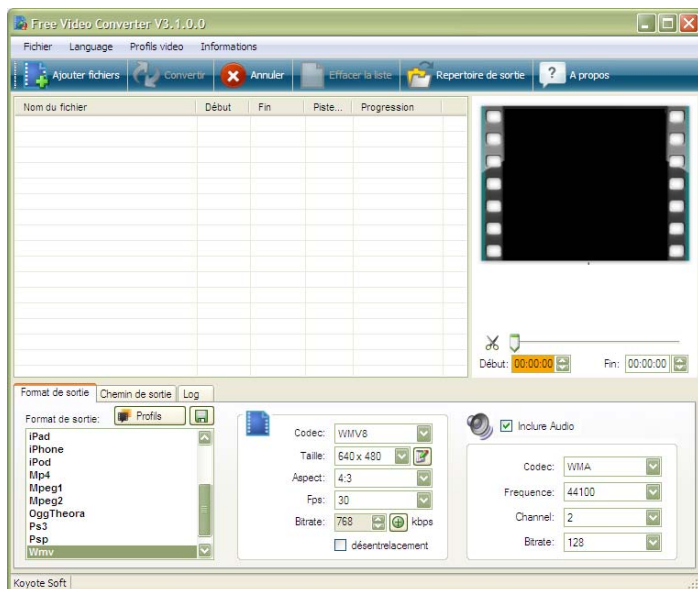 Free Video Converter V3.1.0.0
Fichier Language Profils video Informations
Ajouter fichiers Convertir Annuler Effacer la liste Repertoire de sortie ? A propos
Nom du fichier Début Fin Piste... Progression
Début: 00:00:00 Fin: 00:00:00
Format de sortie Chemin de sortie Log
Format de sortie: Profils
iPad
iPhone
iPod
Mp4
Mpeg1
Mpeg2
OggTheora
Ps3
Psp
Wmv
Codec: WMV8
Taille: 640 x 480
Aspect: 4:3
Fps: 30
Bitrate: 768 kbps
désentrelacement
Inclure Audio
Codec: WMA
Frequence: 44100
Channel: 2
Bitrate: 128
Koyote Soft